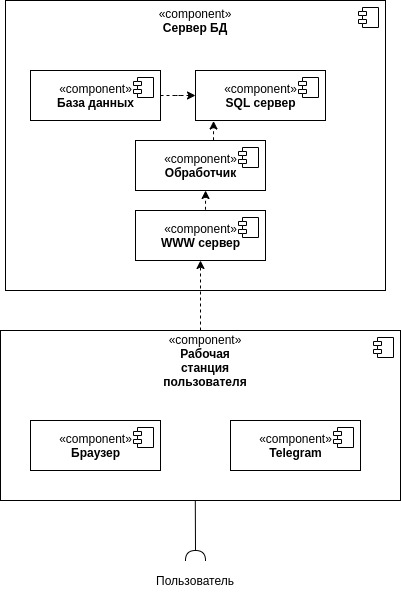 «component»
Сервер БД
«component»
База данных
«component»
SQL сервер
«component»
Обработчик
«component»
WWW сервер
«component»
Рабочая
станция
пользователя
«component»
Браузер
«component»
Telegram
Пользователь